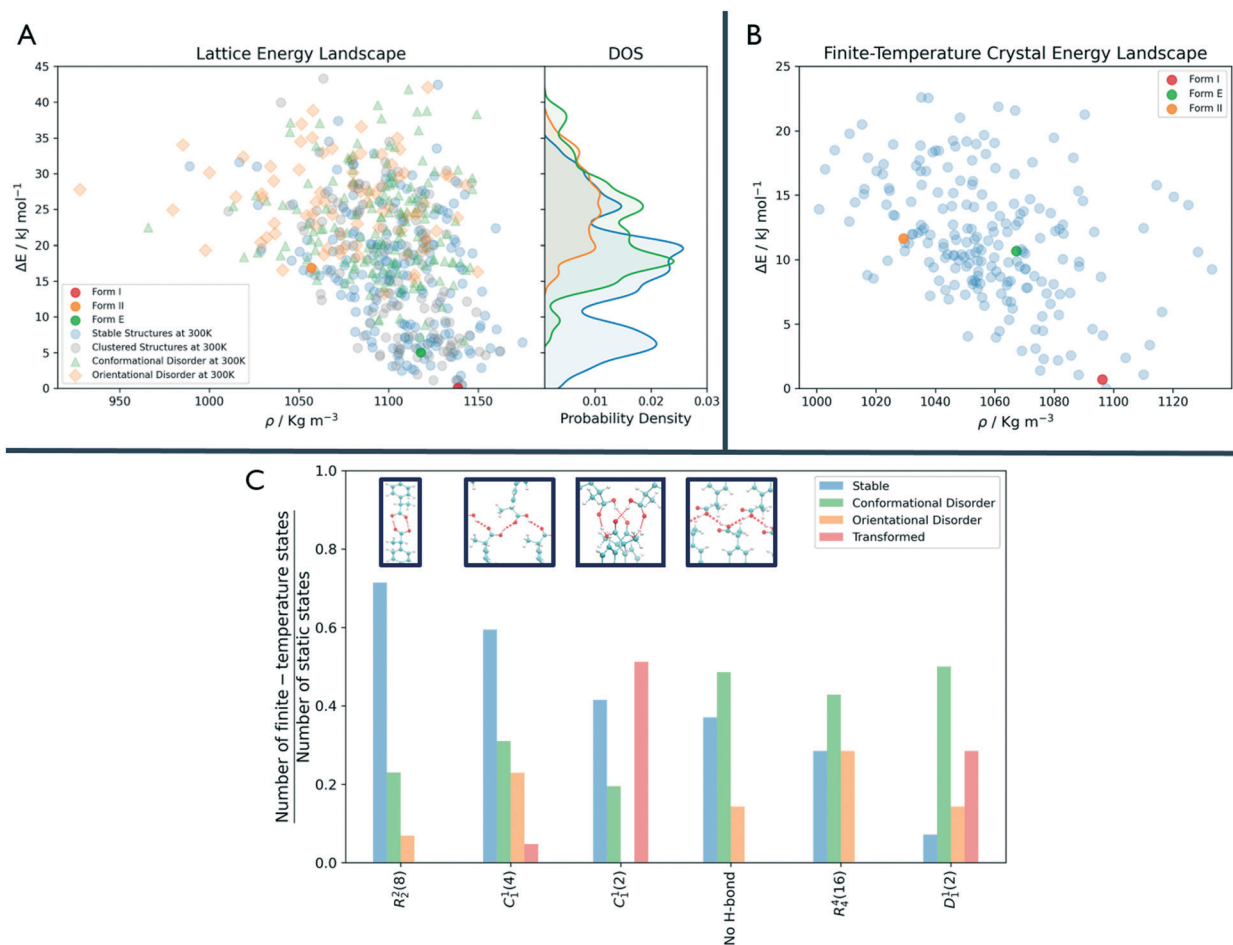 A
Lattice Energy Landscape
DOS
ΔE / kJ mol⁻¹
45
40
35
30
25
20
15
10
5
0
Form I
Form II
Form E
Stable Structures at 300K
Clustered Structures at 300K
Conformational Disorder at 300K
Orientational Disorder at 300K
950 1000 1050 1100 1150
ρ / Kg m⁻³
0.01 0.02 0.03
Probability Density
B
Finite-Temperature Crystal Energy Landscape
ΔE / kJ mol⁻¹
25
20
15
10
5
0
Form I
Form E
Form II
1000 1020 1040 1060 1080 1100 1120
ρ / Kg m⁻³
C
Number of finite − temperature states
Number of static states
1.0
0.8
0.6
0.4
0.2
0.0
Stable
Conformational Disorder
Orientational Disorder
Transformed
R²₂(8)
C¹₁(4)
C¹₁(2)
No H-bond
R⁴₄(16)
D¹₁(2)